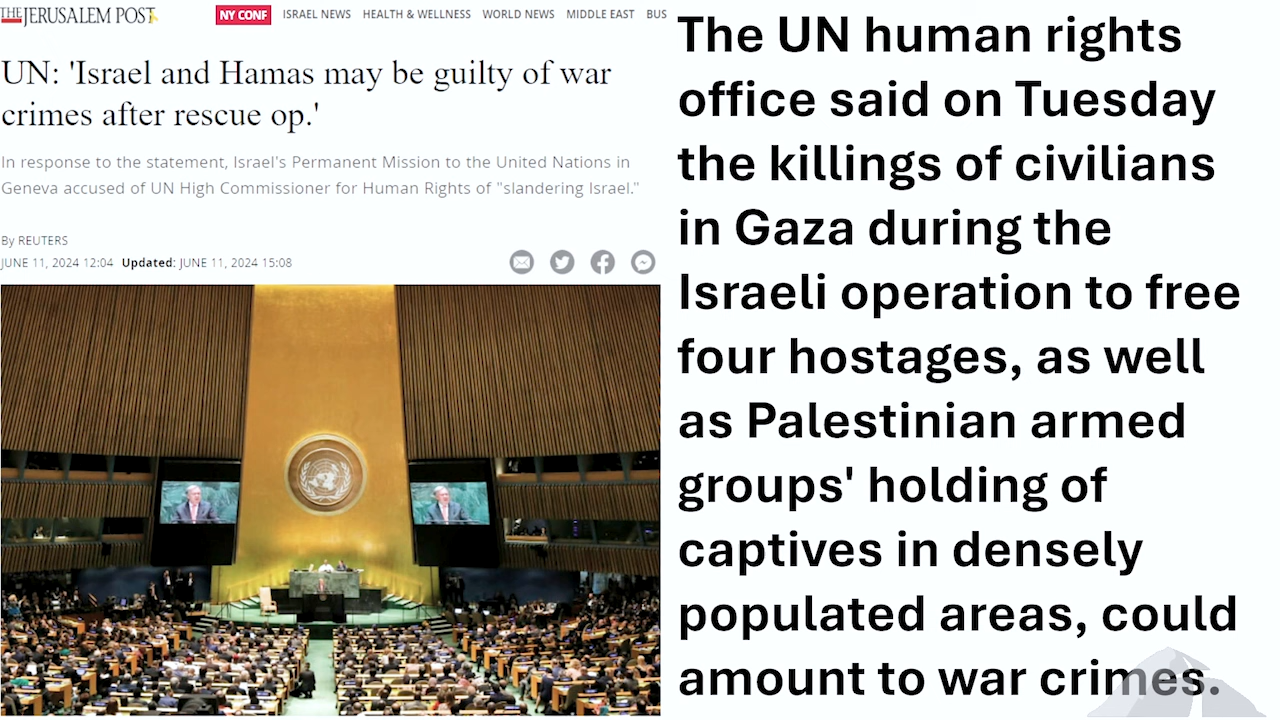 THE JERUSALEM POST
NY CONF ISRAEL NEWS HEALTH & WELLNESS WORLD NEWS MIDDLE EAST BUS
UN: 'Israel and Hamas may be guilty of war
crimes after rescue op.'
In response to the statement, Israel's Permanent Mission to the United Nations in
Geneva accused of UN High Commissioner for Human Rights of "slandering Israel."
By REUTERS
JUNE 11, 2024 12:04 Updated: JUNE 11, 2024 15:08
The UN human rights
office said on Tuesday
the killings of civilians
in Gaza during the
Israeli operation to free
four hostages, as well
as Palestinian armed
groups' holding of
captives in densely
populated areas, could
amount to war crimes.